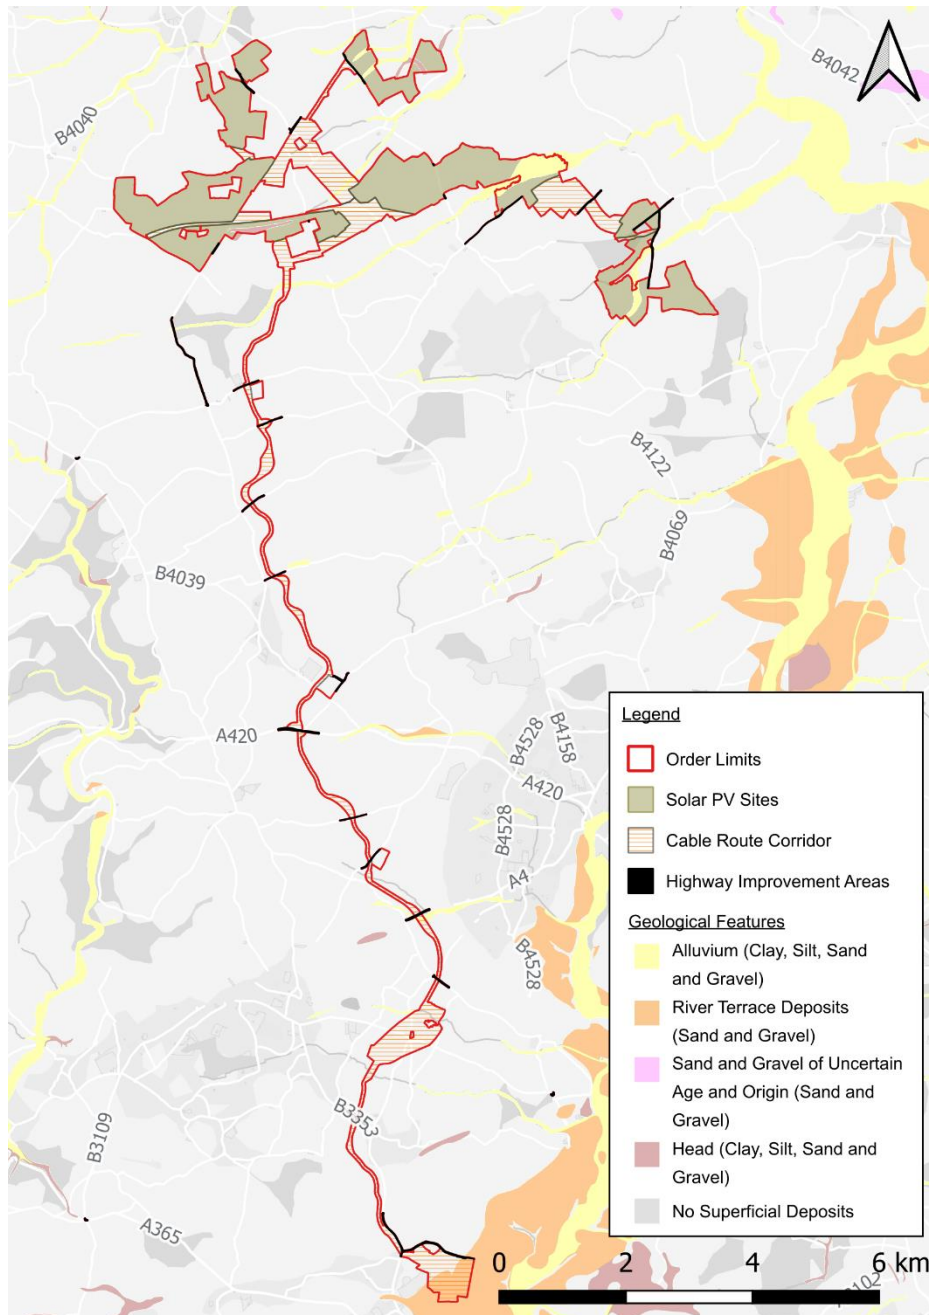 B4042
B4040
B4122
B4069
B4039
A420
B4528
B4158
A420
B4528
A4
B4528
B3353
B3109
A365
Legend
Order Limits
Solar PV Sites
Cable Route Corridor
Highway Improvement Areas
Geological Features
Alluvium (Clay, Silt, Sand
and Gravel)
River Terrace Deposits
(Sand and Gravel)
Sand and Gravel of Uncertain
Age and Origin (Sand and
Gravel)
Head (Clay, Silt, Sand and
Gravel)
No Superficial Deposits
0 2 4 6 km